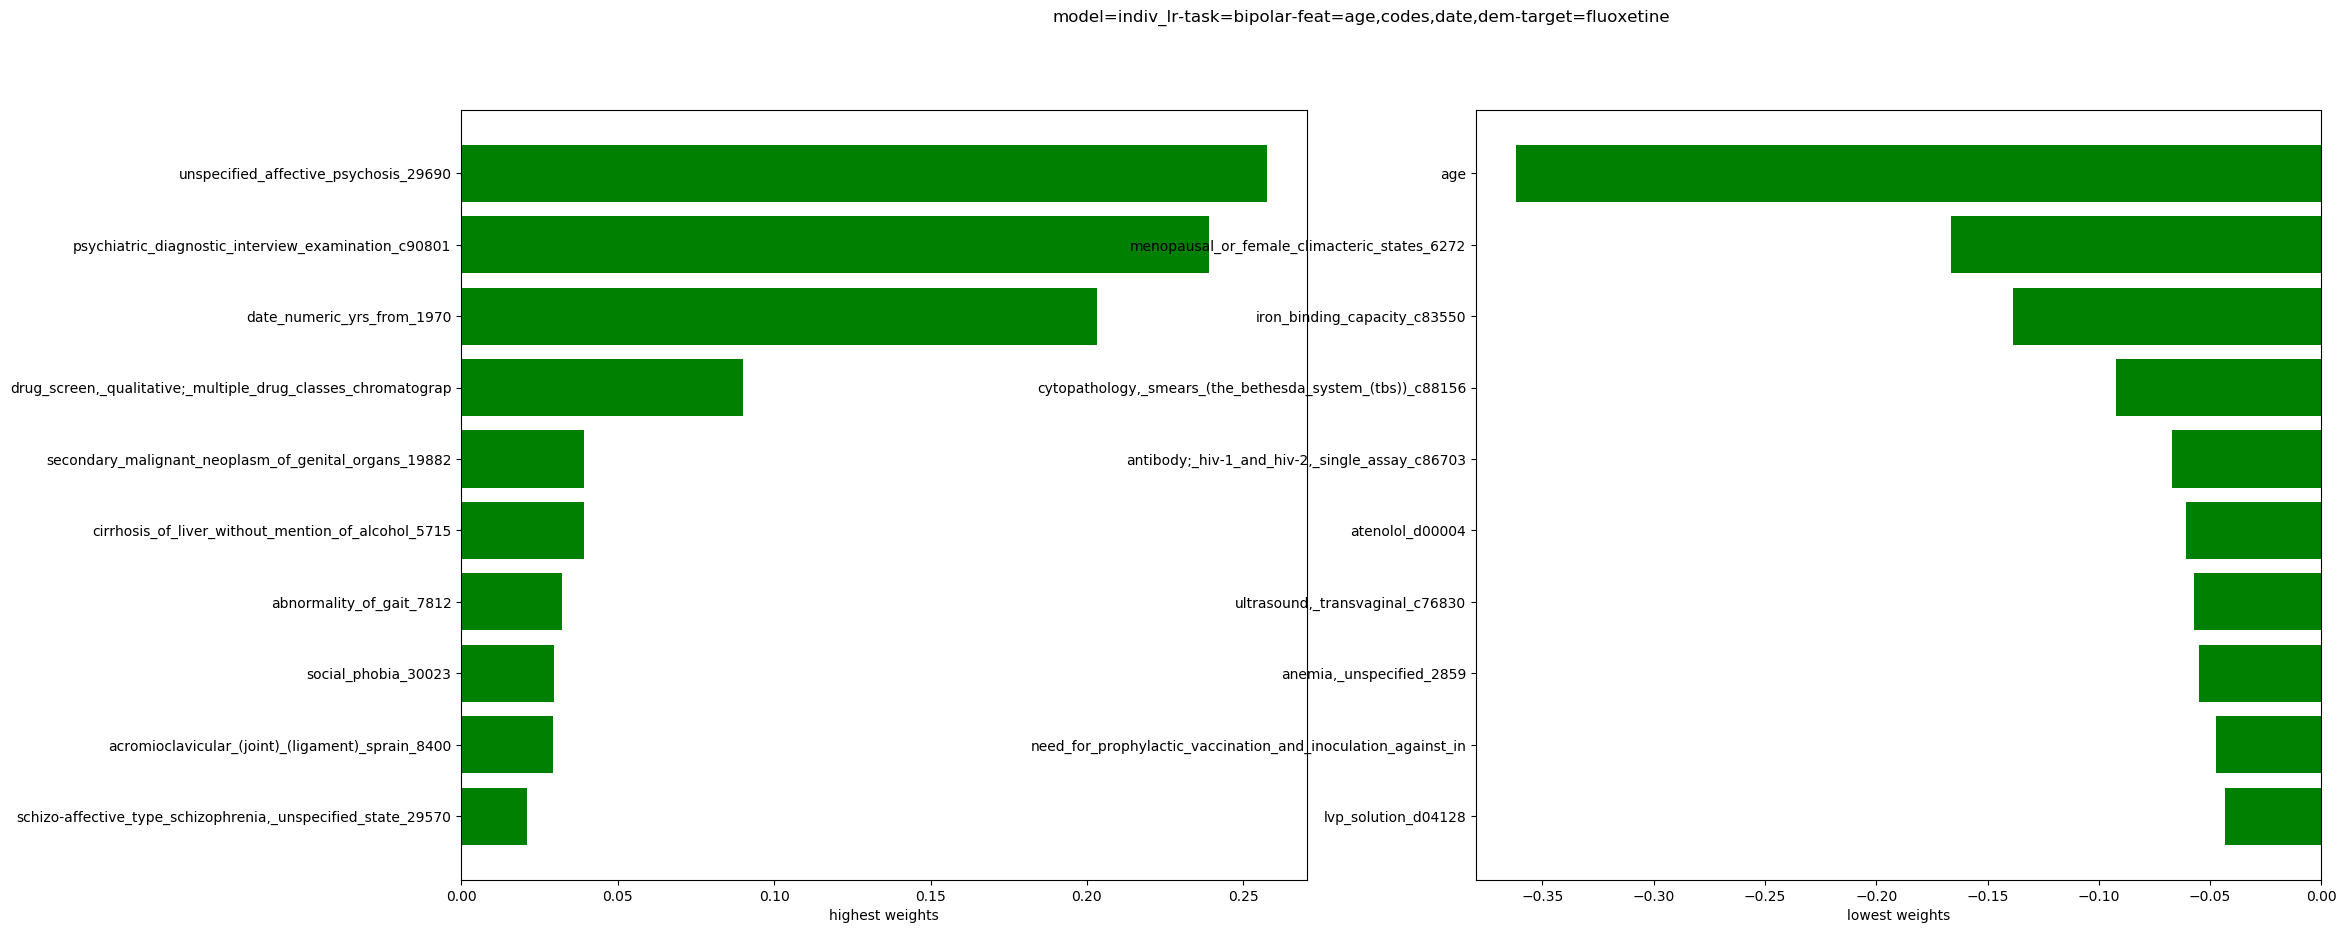 model=indiv_lr-task=bipolar-feat=age,codes,date,dem-target=fluoxetine
unspecified_affective_psychosis_29690
psychiatric_diagnostic_interview_examination_c90801
date_numeric_yrs_from_1970
drug_screen,_qualitative;_multiple_drug_classes_chromatograp
secondary_malignant_neoplasm_of_genital_organs_19882
cirrhosis_of_liver_without_mention_of_alcohol_5715
abnormality_of_gait_7812
social_phobia_30023
acromioclavicular_(joint)_(ligament)_sprain_8400
schizo-affective_type_schizophrenia,_unspecified_state_29570
0.00 0.05 0.10 0.15 0.20 0.25
highest weights
age
menopausal_or_female_climacteric_states_6272
iron_binding_capacity_c83550
cytopathology,_smears_(the_bethesda_system_(tbs))_c88156
antibody;_hiv-1_and_hiv-2,_single_assay_c86703
atenolol_d00004
ultrasound,_transvaginal_c76830
anemia,_unspecified_2859
need_for_prophylactic_vaccination_and_inoculation_against_in
lvp_solution_d04128
−0.35 −0.30 −0.25 −0.20 −0.15 −0.10 −0.05 0.00
lowest weights